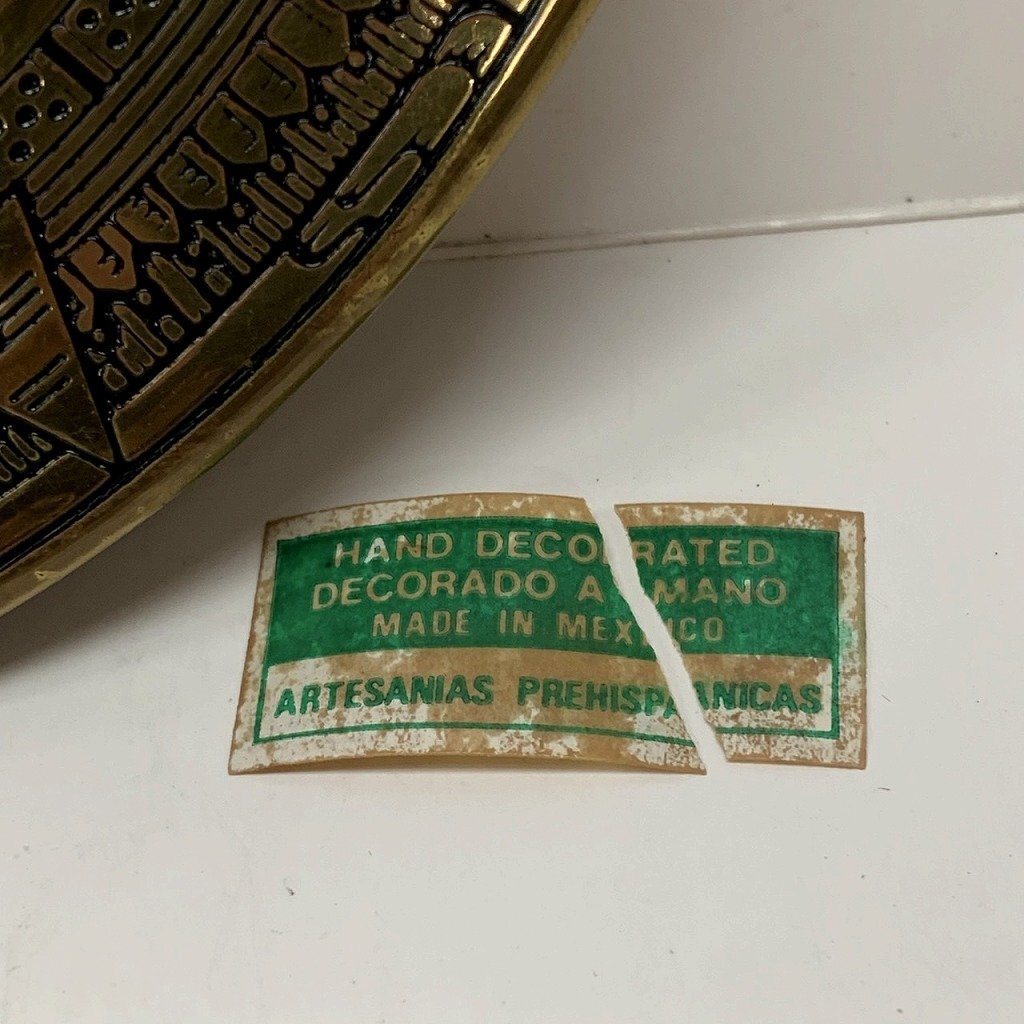 HAND DECORATED
DECORADO A MANO
MADE IN MEXICO
ARTESANIAS PREHISPANICAS